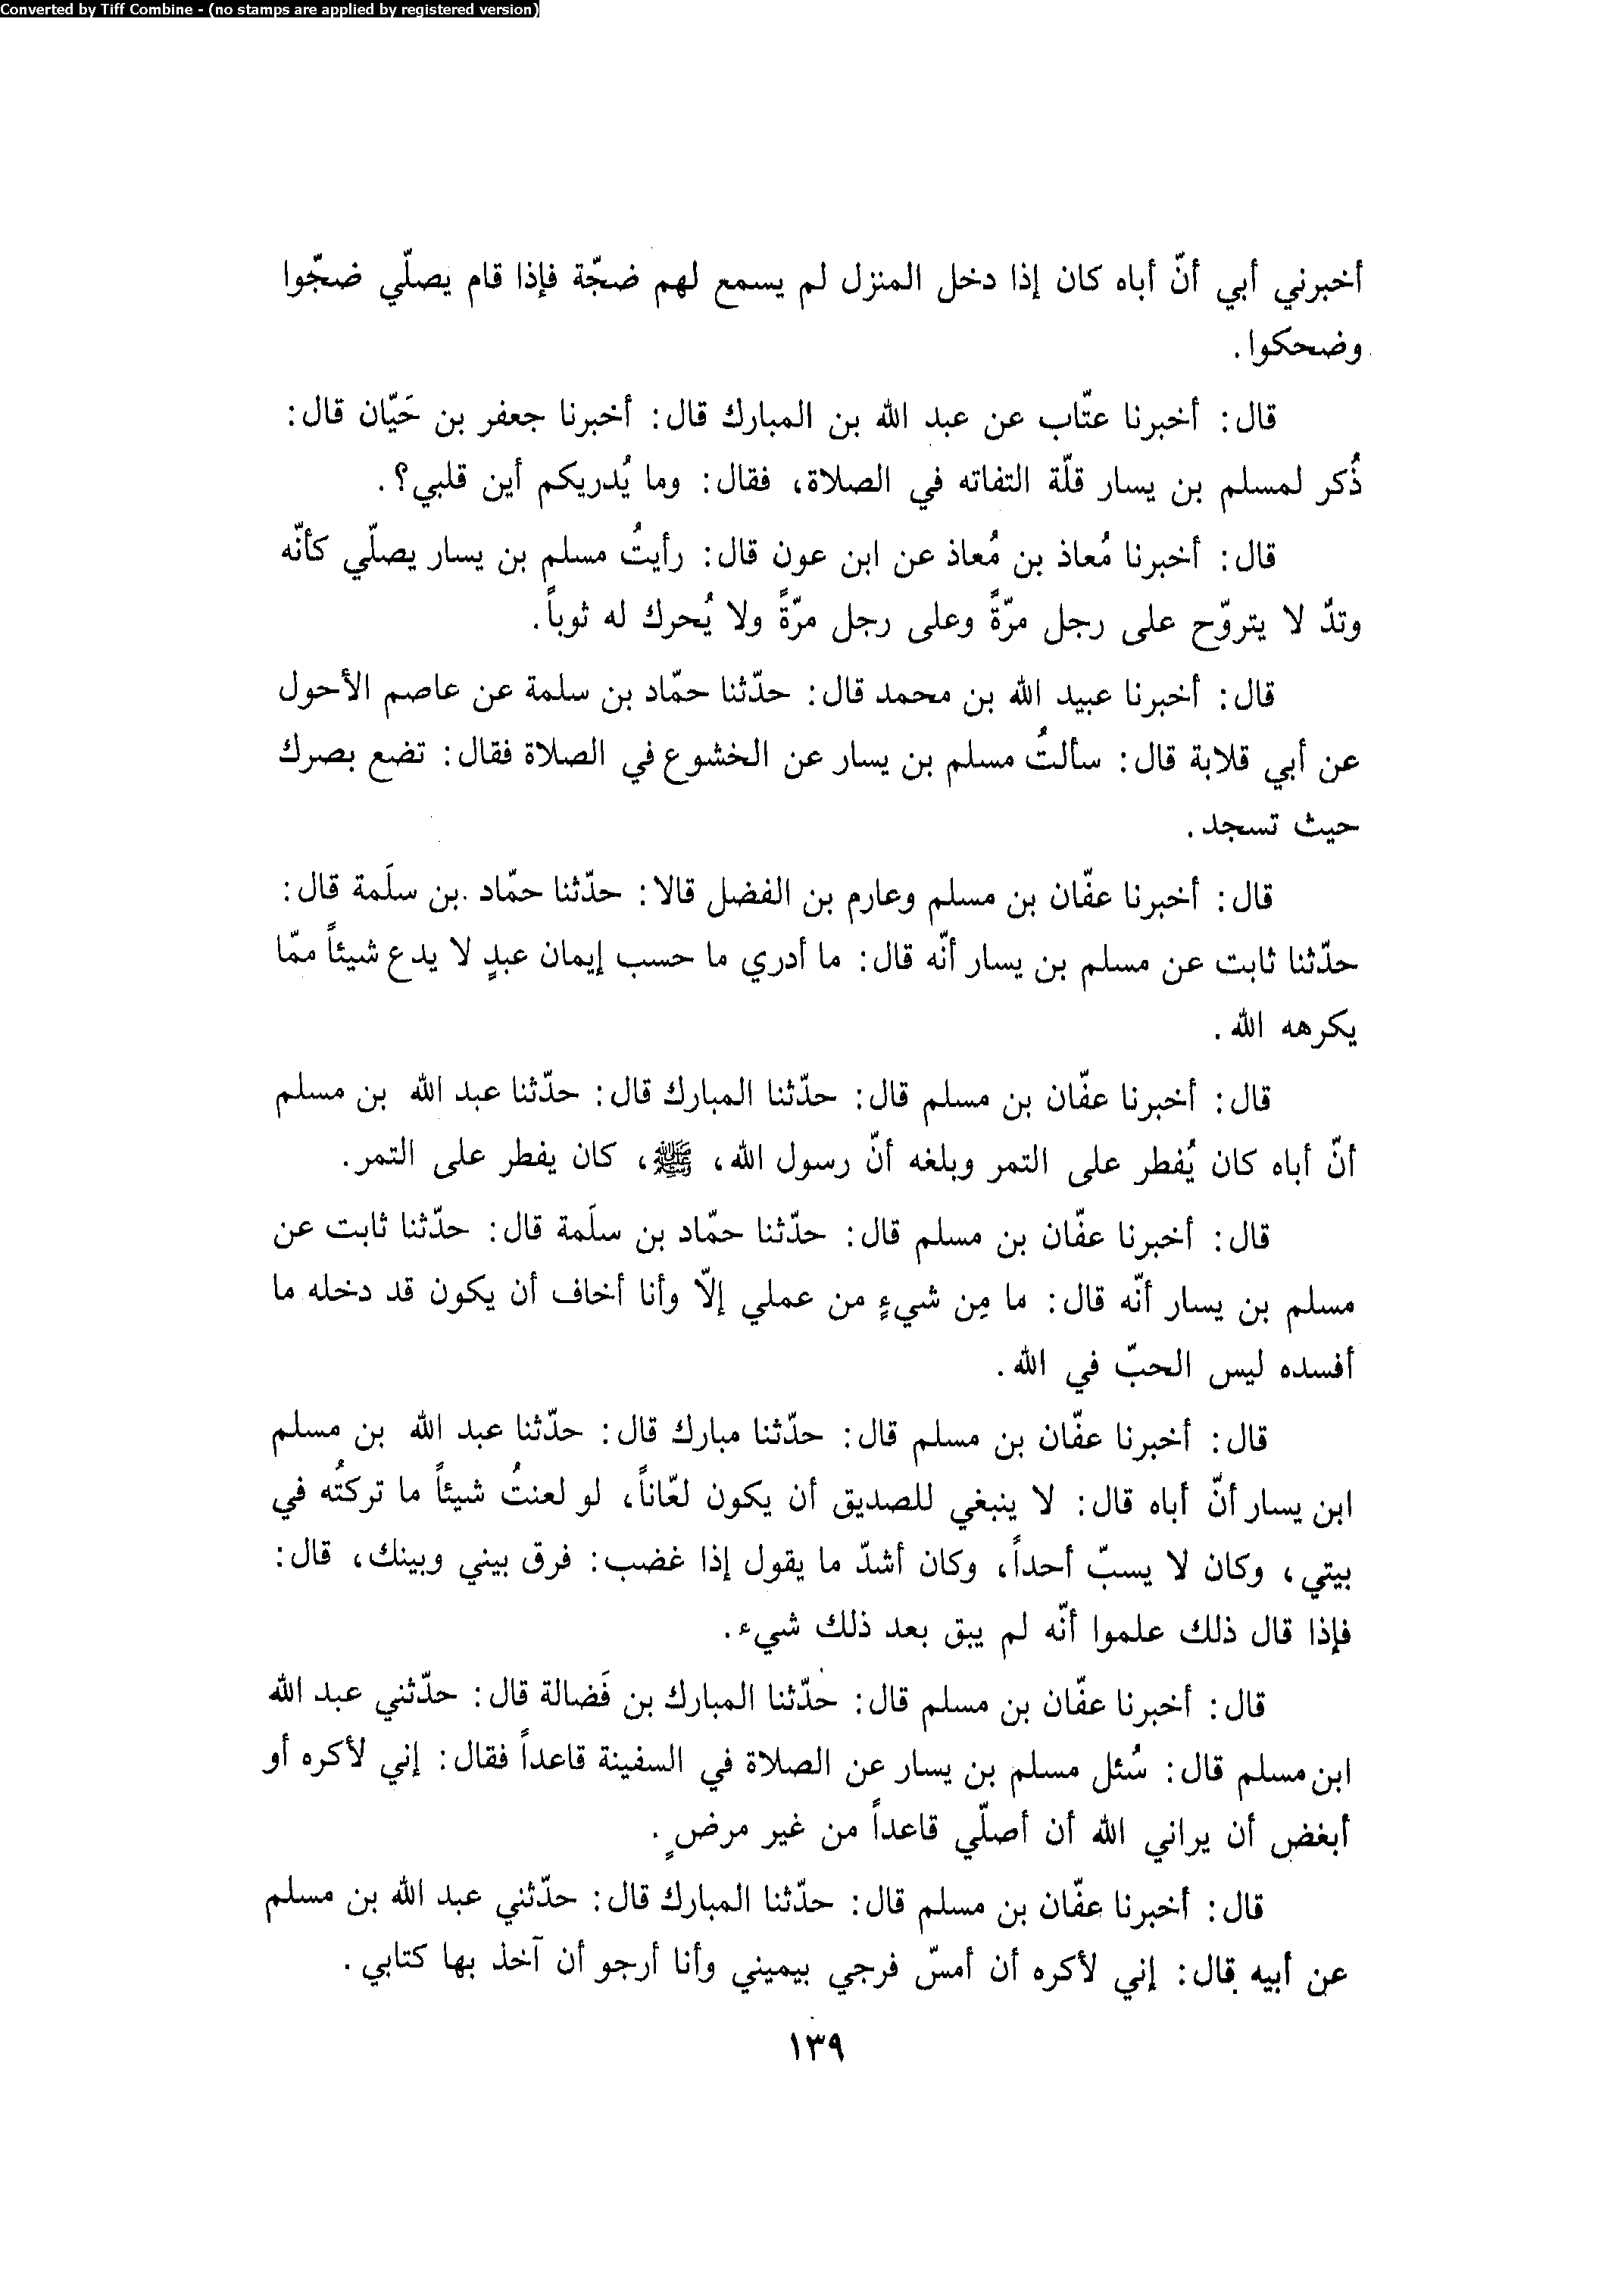 Converted by Tiff Combine - (no stamps are applied by registered version)
أخبرني أبي أنّ أباه كان إذا دخل المنزل لم يسمع لهم ضجّة فإذا قام يصلّي ضجّوا
وضحكوا.
قال: أخبرنا عتّاب عن عبد الله بن المبارك قال: أخبرنا جعفر بن حَيّان قال:
ذُكر لمسلم بن يسار قلّة التفاته في الصلاة، فقال: وما يُدريكم أين قلبي؟.
قال: أخبرنا مُعاذ بن مُعاذ عن ابن عون قال: رأيتُ مسلم بن يسار يصلّي كأنّه
وتدٌ لا يتروّح على رجل مرّةً وعلى رجل مرّةً ولا يُحرك له ثوباً.
قال: أخبرنا عبيد الله بن محمد قال: حدّثنا حمّاد بن سلمة عن عاصم الأحول
عن أبي قلابة قال: سألتُ مسلم بن يسار عن الخشوع في الصلاة فقال: تضع بصرك
حيث تسجد.
قال: أخبرنا عفّان بن مسلم وعارم بن الفضل قالا: حدّثنا حمّاد بن سلَمة قال:
حدّثنا ثابت عن مسلم بن يسار أنّه قال: ما أدري ما حسب إيمان عبدٍ لا يدع شيئاً ممّا
يكرهه الله.
قال: أخبرنا عفّان بن مسلم قال: حدّثنا المبارك قال: حدّثنا عبد الله بن مسلم
أنّ أباه كان يُفطر على التمر وبلغه أنّ رسول الله، ﷺ، كان يفطر على التمر.
قال: أخبرنا عفّان بن مسلم قال: حدّثنا حمّاد بن سلَمة قال: حدّثنا ثابت عن
مسلم بن يسار أنّه قال: ما مِن شيءٍ من عملي إلاّ وأنا أخاف أن يكون قد دخله ما
أفسده ليس الحبّ في الله.
قال: أخبرنا عفّان بن مسلم قال: حدّثنا مبارك قال: حدّثنا عبد الله بن مسلم
ابن يسار أنّ أباه قال: لا ينبغي للصديق أن يكون لعّاناً، لو لعنتُ شيئاً ما تركتُه في
بيتي، وكان لا يسبّ أحداً، وكان أشدّ ما يقول إذا غضب: فرق بيني وبينك، قال:
فإذا قال ذلك علموا أنّه لم يبق بعد ذلك شيء.
قال: أخبرنا عفّان بن مسلم قال: حدّثنا المبارك بن فَضالة قال: حدّثني عبد الله
ابن مسلم قال: سُئل مسلم بن يسار عن الصلاة في السفينة قاعداً فقال: إني لأكره أو
أبغض أن يراني الله أن أصلّي قاعداً من غير مرضٍ.
قال: أخبرنا عفّان بن مسلم قال: حدّثنا المبارك قال: حدّثني عبد الله بن مسلم
عن أبيه قال: إني لأكره أن أمسّ فرجي بيميني وأنا أرجو أن آخذ بها كتابي.
١٣٩